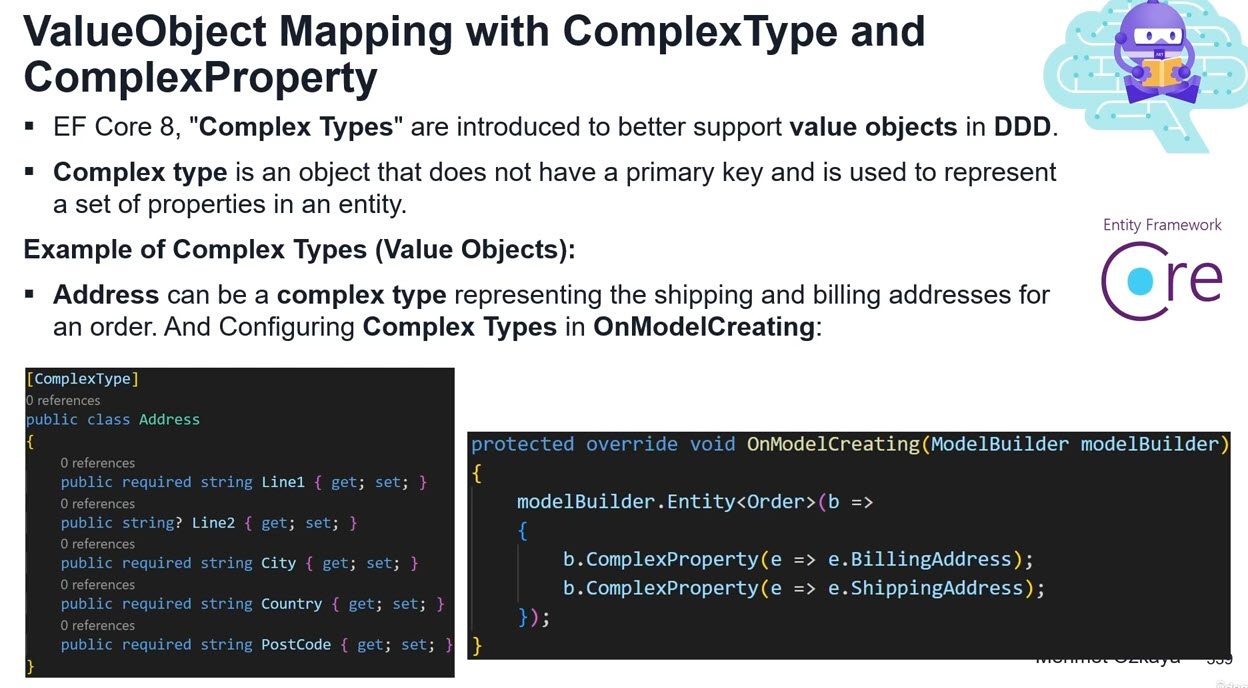 ValueObject Mapping with ComplexType and
ComplexProperty
▪ EF Core 8, "Complex Types" are introduced to better support value objects in DDD.
▪ Complex type is an object that does not have a primary key and is used to represent
a set of properties in an entity.
Entity Framework
Core
Example of Complex Types (Value Objects):
▪ Address can be a complex type representing the shipping and billing addresses for
an order. And Configuring Complex Types in OnModelCreating:
[ComplexType]
0 references
public class Address
{
0 references
public required string Line1 { get; set; }
0 references
public string? Line2 { get; set; }
0 references
public required string City { get; set; }
0 references
public required string Country { get; set; }
0 references
public required string PostCode { get; set; }
}
protected override void OnModelCreating(ModelBuilder modelBuilder)
{
modelBuilder.Entity<Order>(b =>
{
b.ComplexProperty(e => e.BillingAddress);
b.ComplexProperty(e => e.ShippingAddress);
});
}
Mehmet Ozkaya 539